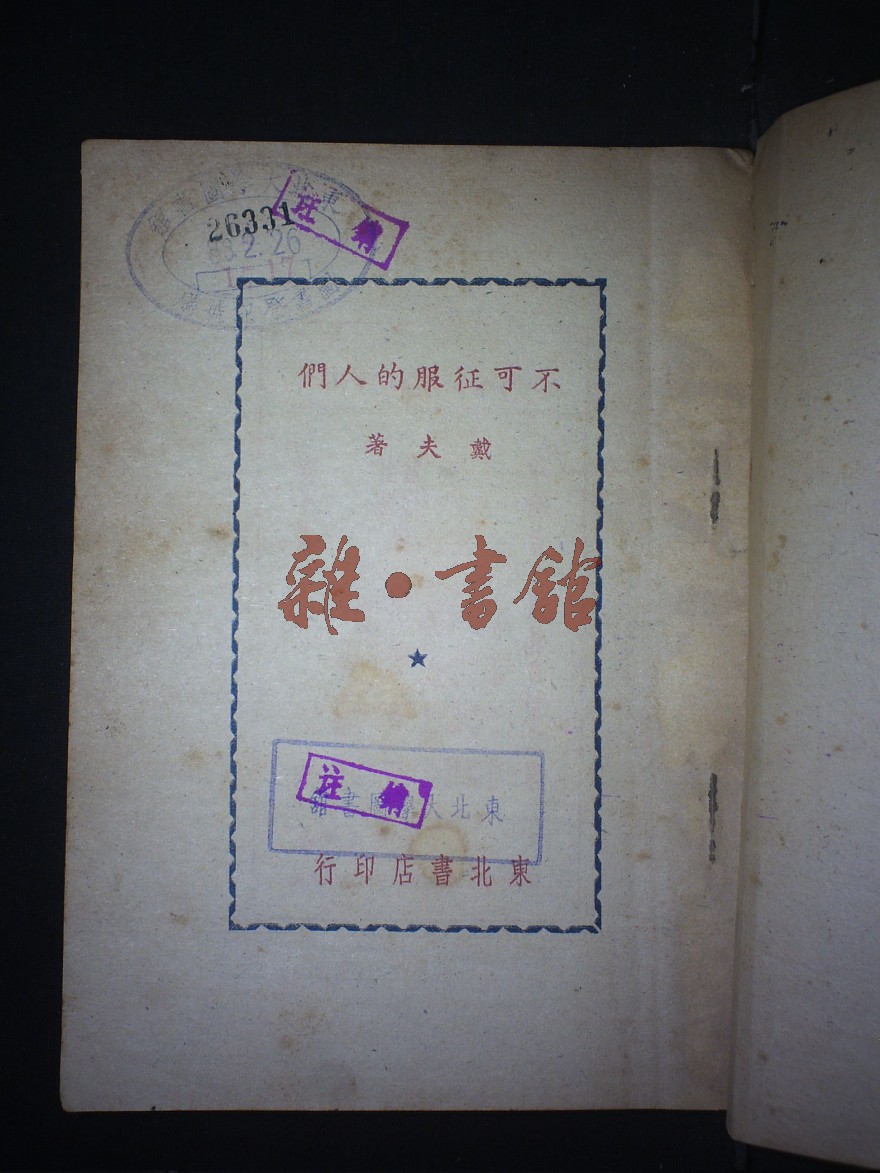 26331
註銷
不可征服的人們
戴夫著
雜·書館
註銷
東北大學圖書館
東北書店印行